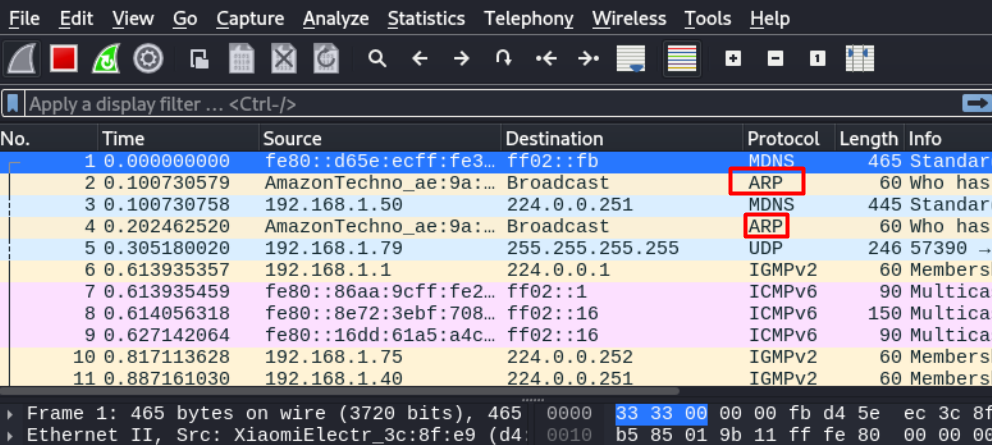 File Edit View Go Capture Analyze Statistics Telephony Wireless Tools Help
Apply a display filter … <Ctrl-/>
No. Time Source Destination Protocol Length Info
1 0.000000000 fe80::d65e:ecff:fe3… ff02::fb MDNS 465 Standar
2 0.100730579 AmazonTechno_ae:9a:… Broadcast ARP 60 Who has
3 0.100730758 192.168.1.50 224.0.0.251 MDNS 445 Standar
4 0.202462520 AmazonTechno_ae:9a:… Broadcast ARP 60 Who has
5 0.305180020 192.168.1.79 255.255.255.255 UDP 246 57390 →
6 0.613935357 192.168.1.1 224.0.0.1 IGMPv2 60 Members
7 0.613935459 fe80::86aa:9cff:fe2… ff02::1 ICMPv6 90 Multica
8 0.614056318 fe80::8e72:3ebf:708… ff02::16 ICMPv6 150 Multica
9 0.627142064 fe80::16dd:61a5:a4c… ff02::16 ICMPv6 90 Multica
10 0.817113628 192.168.1.75 224.0.0.252 IGMPv2 60 Members
11 0.887161030 192.168.1.40 224.0.0.251 IGMPv2 60 Members
Frame 1: 465 bytes on wire (3720 bits), 465 0000 33 33 00 00 00 fb d4 5e ec 3c 8f
Ethernet II, Src: XiaomiElectr_3c:8f:e9 (d4: 0010 b5 85 01 9b 11 ff fe 80 00 00 00